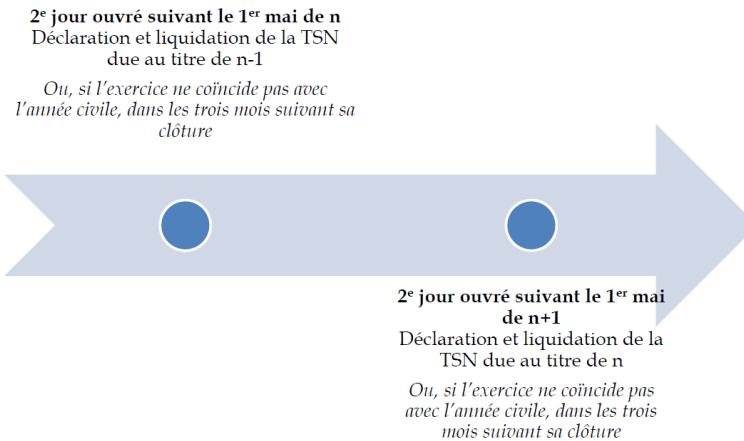 2e jour ouvré suivant le 1er mai de n
Déclaration et liquidation de la TSN
due au titre de n-1
Ou, si l’exercice ne coïncide pas avec
l’année civile, dans les trois mois suivant sa
clôture
2e jour ouvré suivant le 1er mai
de n+1
Déclaration et liquidation de la
TSN due au titre de n
Ou, si l’exercice ne coïncide pas
avec l’année civile, dans les trois
mois suivant sa clôture